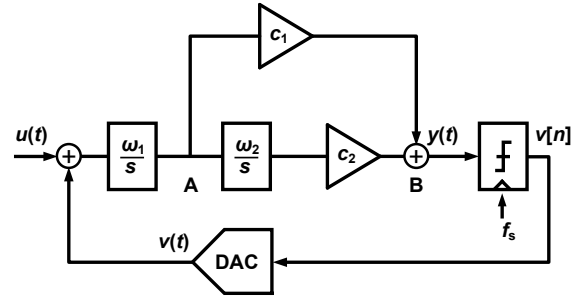 c₁
u(t)
ω₁
s
A
ω₂
s
c₂
B
y(t)
v[n]
fₛ
v(t)
DAC